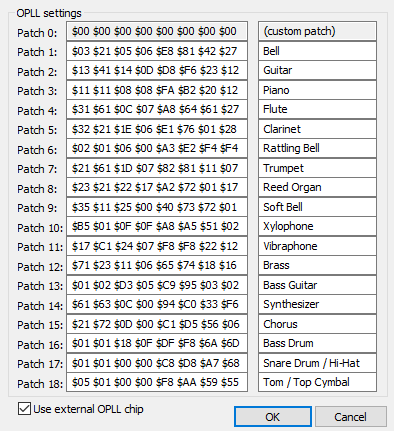 OPLL settings
Patch 0: $00 $00 $00 $00 $00 $00 $00 $00 (custom patch)
Patch 1: $03 $21 $05 $06 $E8 $81 $42 $27 Bell
Patch 2: $13 $41 $14 $0D $D8 $F6 $23 $12 Guitar
Patch 3: $11 $11 $08 $08 $FA $B2 $20 $12 Piano
Patch 4: $31 $61 $0C $07 $A8 $64 $61 $27 Flute
Patch 5: $32 $21 $1E $06 $E1 $76 $01 $28 Clarinet
Patch 6: $02 $01 $06 $00 $A3 $E2 $F4 $F4 Rattling Bell
Patch 7: $21 $61 $1D $07 $82 $81 $11 $07 Trumpet
Patch 8: $23 $21 $22 $17 $A2 $72 $01 $17 Reed Organ
Patch 9: $35 $11 $25 $00 $40 $73 $72 $01 Soft Bell
Patch 10: $B5 $01 $0F $0F $A8 $A5 $51 $02 Xylophone
Patch 11: $17 $C1 $24 $07 $F8 $F8 $22 $12 Vibraphone
Patch 12: $71 $23 $11 $06 $65 $74 $18 $16 Brass
Patch 13: $01 $02 $D3 $05 $C9 $95 $03 $02 Bass Guitar
Patch 14: $61 $63 $0C $00 $94 $C0 $33 $F6 Synthesizer
Patch 15: $21 $72 $0D $00 $C1 $D5 $56 $06 Chorus
Patch 16: $01 $01 $18 $0F $DF $F8 $6A $6D Bass Drum
Patch 17: $01 $01 $00 $00 $C8 $D8 $A7 $68 Snare Drum / Hi-Hat
Patch 18: $05 $01 $00 $00 $F8 $AA $59 $55 Tom / Top Cymbal
Use external OPLL chip OK Cancel